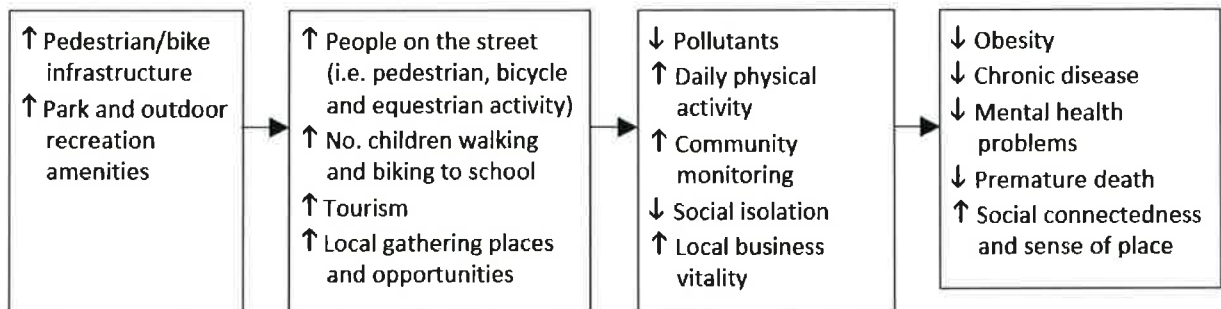 ↑ Pedestrian/bike
infrastructure
↑ Park and outdoor
recreation
amenities
↑ People on the street
(i.e. pedestrian, bicycle
and equestrian activity)
↑ No. children walking
and biking to school
↑ Tourism
↑ Local gathering places
and opportunities
↓ Pollutants
↑ Daily physical
activity
↑ Community
monitoring
↓ Social isolation
↑ Local business
vitality
↓ Obesity
↓ Chronic disease
↓ Mental health
problems
↓ Premature death
↑ Social connectedness
and sense of place